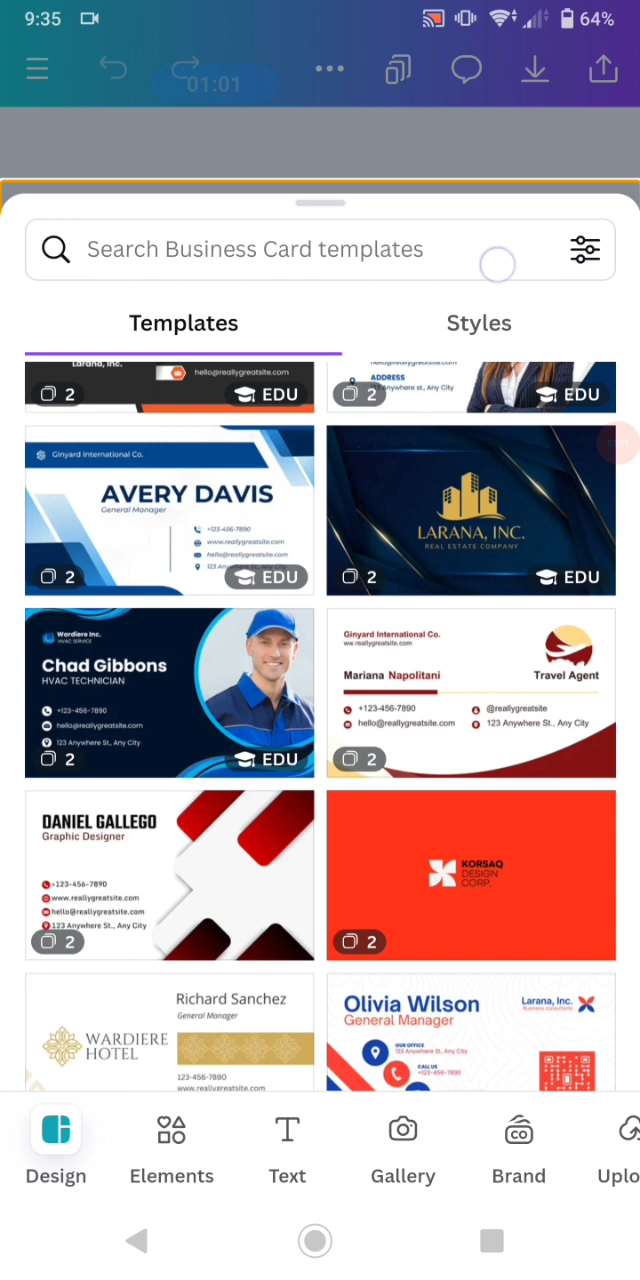 9:35
64%
01:01
Search Business Card templates
Templates
Styles
Larana, Inc.
hello@reallygreatsite.com
2
EDU
hello@reallygreatsite.com
ADDRESS
123 Anywhere st., Any City
2
EDU
Ginyard International Co.
AVERY DAVIS
General Manager
+123-456-7890
www.reallygreatsite.com
hello@reallygreatsite.com
123
2
EDU
LARANA, INC.
REAL ESTATE COMPANY
2
EDU
Wardiere Inc.
HVAC SERVICE
Chad Gibbons
HVAC TECHNICIAN
+123-456-7890
hello@reallygreatsite.com
123 Anywhere St., Any City
2
EDU
Ginyard International Co.
ww.reallygreatsite.com
Mariana Napolitani
Travel Agent
+123-456-7890
@reallygreatsite
hello@reallygreatsite.com
123 Anywhere St., Any City
2
DANIEL GALLEGO
Graphic Designer
+123-456-7890
www.reallygreatsite.com
hello@reallygreatsite.com
123 Anywhere St., Any City
2
KORSAQ
DESIGN
CORP.
2
WARDIERE
HOTEL
Richard Sanchez
General Manager
123-456-7890
www.reallygreatsite.com
Olivia Wilson
General Manager
Larana, Inc.
Business consultants
OUR OFFICE
123 Anywhere St., Any City
CALL US
+123-456-7890
Design
Elements
Text
Gallery
CO
Brand
Uplo